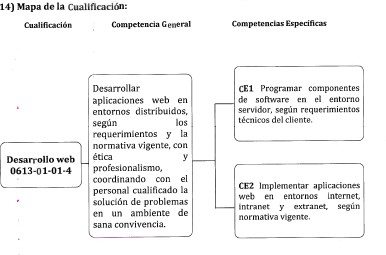 14) Mapa de la Cualificación:
Cualificación Competencia General Competencias Específicas
Desarrollo web
0613-01-01-4
Desarrollar
aplicaciones web en
entornos distribuidos,
según los
requerimientos y la
normativa vigente, con
ética y
profesionalismo,
coordinando con el
personal cualificado la
solución de problemas
en un ambiente de
sana convivencia.
CE1 Programar componentes
de software en el entorno
servidor, según requerimientos
técnicos del cliente.
CE2 Implementar aplicaciones
web en entornos internet,
intranet y extranet, según
normativa vigente.